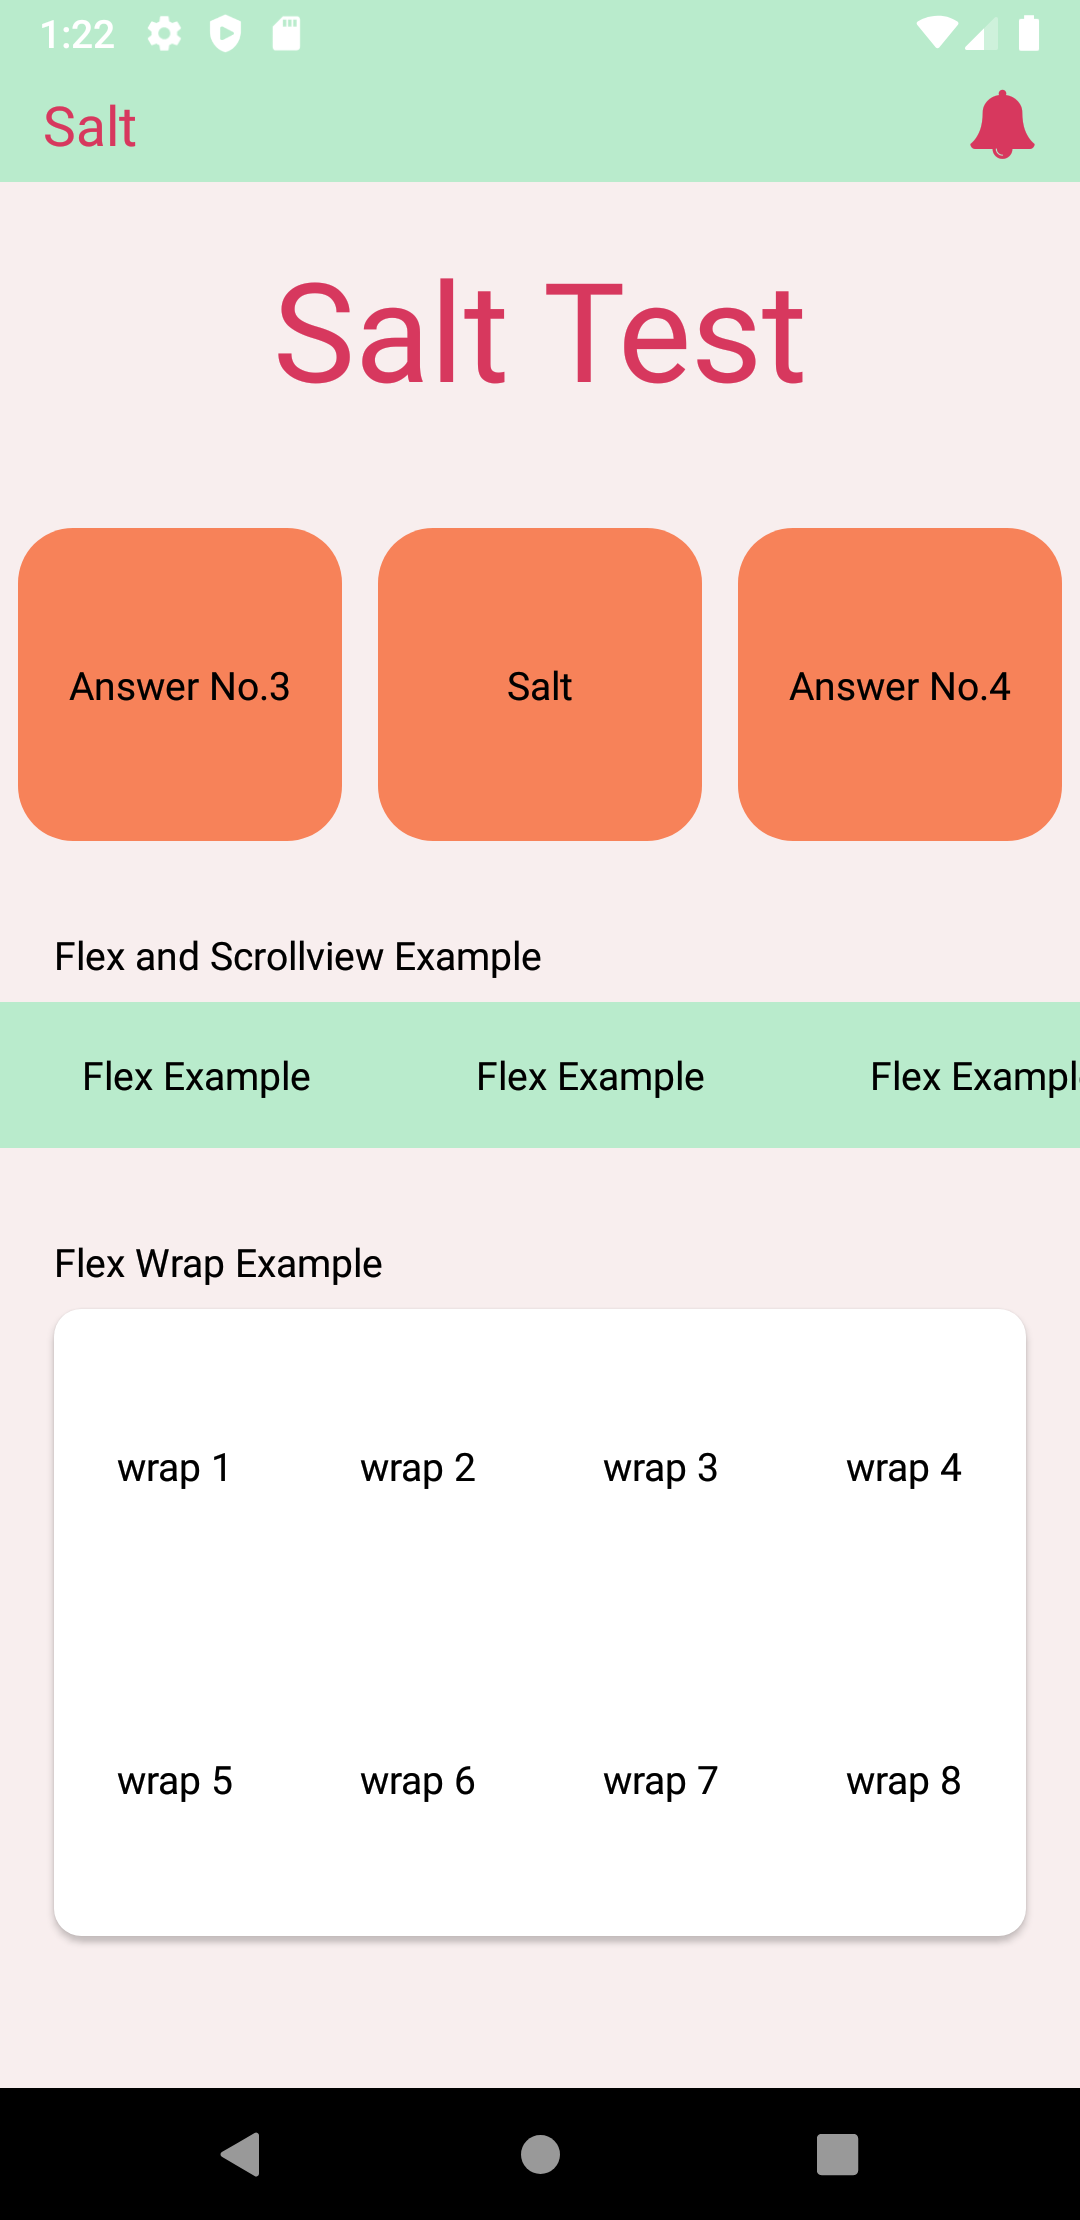 1:22
Salt
Salt Test
Answer No.3 Salt Answer No.4
Flex and Scrollview Example
Flex Example Flex Example Flex Exampl
Flex Wrap Example
wrap 1 wrap 2 wrap 3 wrap 4
wrap 5 wrap 6 wrap 7 wrap 8